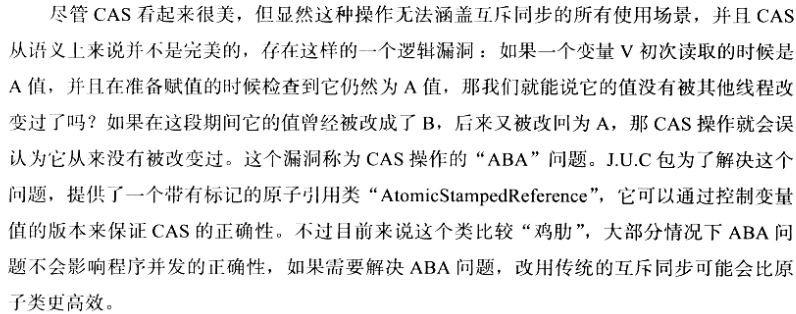 尽管 CAS 看起来很美，但显然这种操作无法涵盖互斥同步的所有使用场景，并且 CAS
从语义上来说并不是完美的，存在这样的一个逻辑漏洞：如果一个变量 V 初次读取的时候是
A 值，并且在准备赋值的时候检查到它仍然为 A 值，那我们就能说它的值没有被其他线程改
变过了吗？如果在这段期间它的值曾经被改成了 B，后来又被改回为 A，那 CAS 操作就会误
认为它从来没有被改变过。这个漏洞称为 CAS 操作的“ABA”问题。J.U.C 包为了解决这个
问题，提供了一个带有标记的原子引用类“AtomicStampedReference”，它可以通过控制变量
值的版本来保证 CAS 的正确性。不过目前来说这个类比较“鸡肋”，大部分情况下 ABA 问
题不会影响程序并发的正确性，如果需要解决 ABA 问题，改用传统的互斥同步可能会比原
子类更高效。